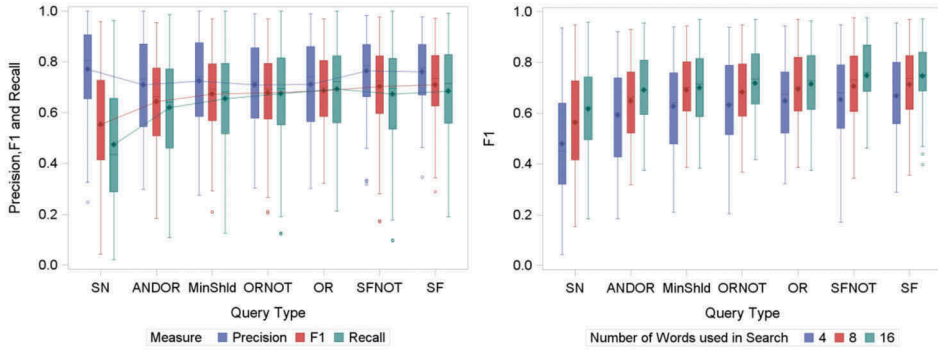 Precision,F1 and Recall
1.0
0.8
0.6
0.4
0.2
0.0
SN ANDOR MinShld ORNOT OR SFNOT SF
Query Type
Measure Precision F1 Recall
F1
1.0
0.8
0.6
0.4
0.2
0.0
SN ANDOR MinShld ORNOT OR SFNOT SF
Query Type
Number of Words used in Search 4 8 16